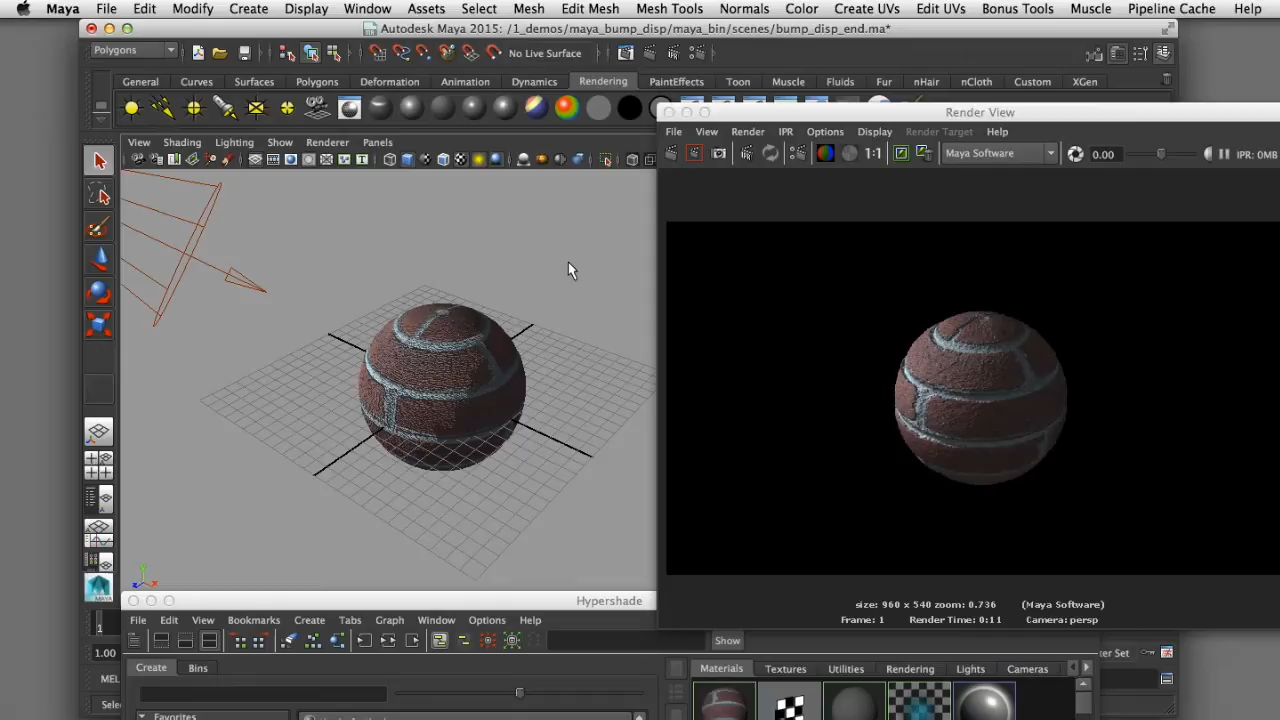 Maya File Edit Modify Create Display Window Assets Select Mesh Edit Mesh Mesh Tools Normals Color Create UVs Edit UVs Bonus Tools Muscle Pipeline Cache Help
Autodesk Maya 2015: /1_demos/maya_bump_disp/maya_bin/scenes/bump_disp_end.ma*
Polygons
No Live Surface
General Curves Surfaces Polygons Deformation Animation Dynamics Rendering PaintEffects Toon Muscle Fluids Fur nHair nCloth Custom XGen
Render View
View Shading Lighting Show Renderer Panels
File View Render IPR Options Display Render Target Help
1:1 Maya Software 0.00 IPR: 0MB
size: 960 x 540 zoom: 0.736 (Maya Software)
Frame: 1 Render Time: 0:11 Camera: persp
MAYA
Hypershade
File Edit View Bookmarks Create Tabs Graph Window Options Help
1
Show
1.00
ter Set
Create Bins
Materials Textures Utilities Rendering Lights Cameras
MEL
Selec
Favorites